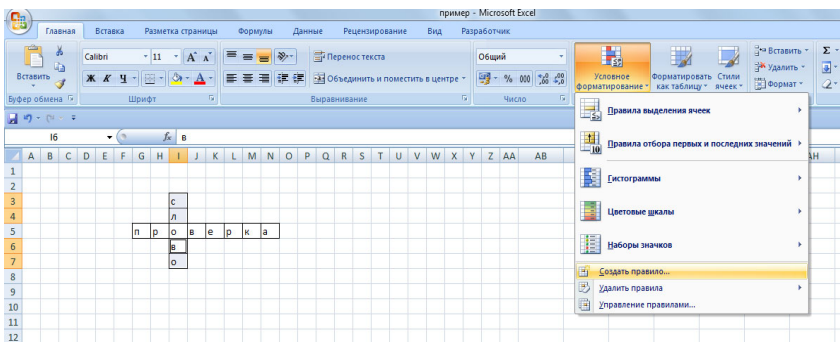 пример - Microsoft Excel
Главная Вставка Разметка страницы Формулы Данные Рецензирование Вид Разработчик
Вставить
Calibri 11
Ж К Ч
Перенос текста
Объединить и поместить в центре
Общий
% 000
Условное форматирование
Форматировать как таблицу
Стили ячеек
Вставить
Удалить
Формат
Σ
Буфер обмена Шрифт Выравнивание Число
I6 fx в
A B C D E F G H I J K L M N O P Q R S T U V W X Y Z AA AB AH
1
2
3 с
4 л
5 п р о в е р к а
6 в
7 о
8
9
10
11
12
Правила выделения ячеек
Правила отбора первых и последних значений
Гистограммы
Цветовые шкалы
Наборы значков
Создать правило...
Удалить правила
Управление правилами...